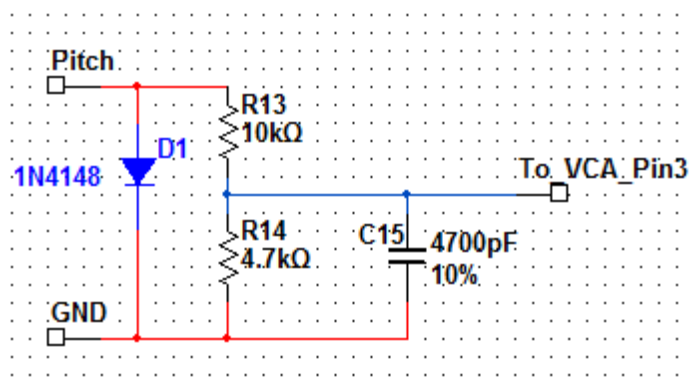 Pitch
R13
10kΩ
D1
1N4148
To_VCA_Pin3
R14
4.7kΩ
C15
4700pF
10%
GND